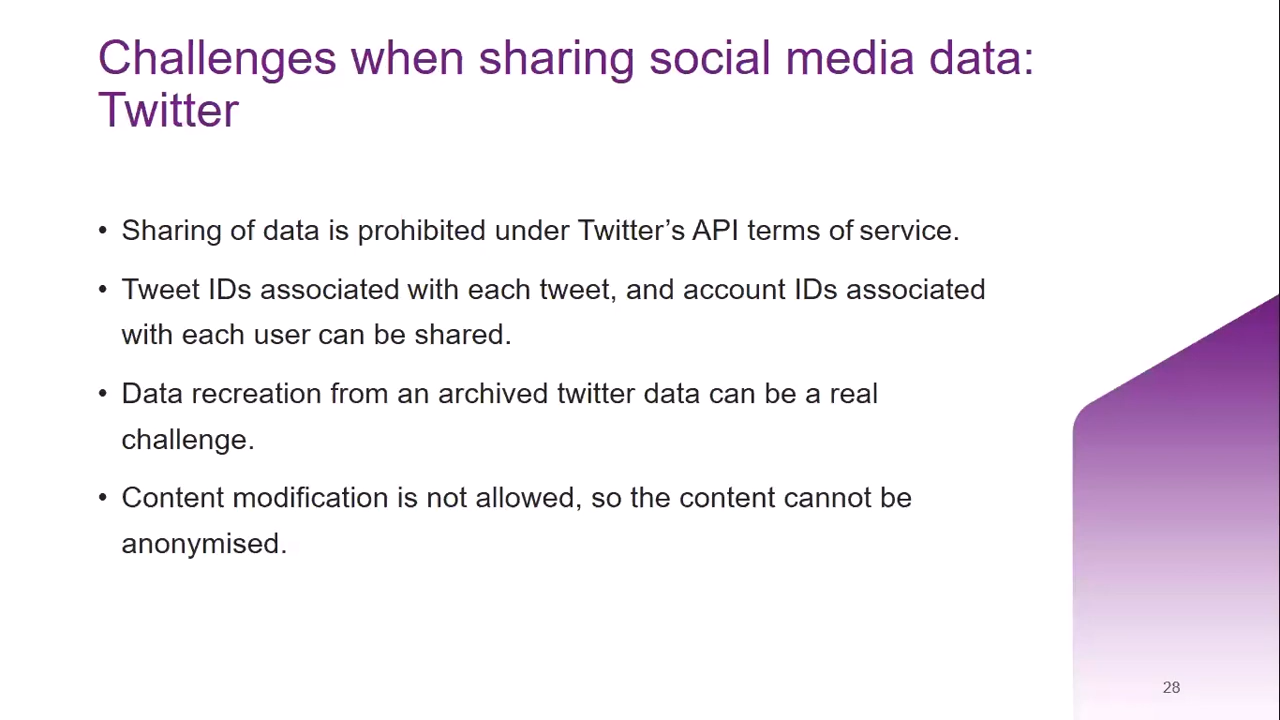 Challenges when sharing social media data:
Twitter
• Sharing of data is prohibited under Twitter’s API terms of service.
• Tweet IDs associated with each tweet, and account IDs associated
with each user can be shared.
• Data recreation from an archived twitter data can be a real
challenge.
• Content modification is not allowed, so the content cannot be
anonymised.
28